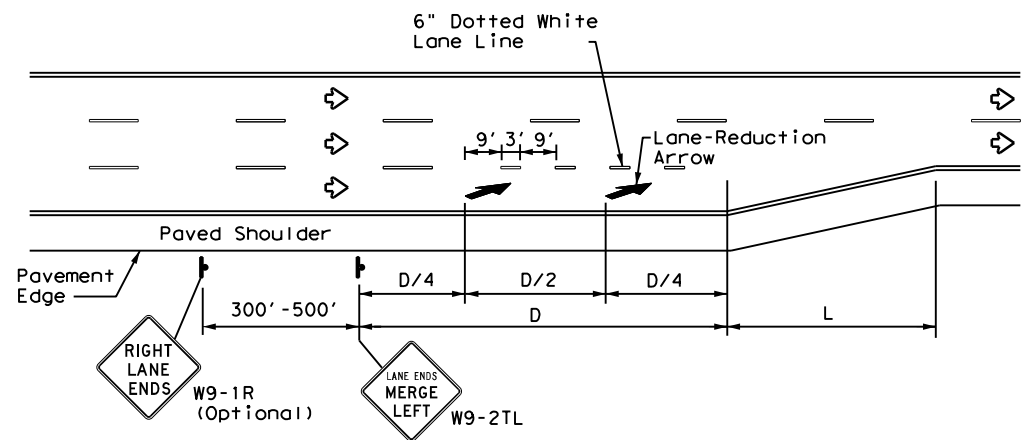 6" Dotted White
Lane Line
9' 3' 9'
Lane-Reduction
Arrow
Paved Shoulder
Pavement
Edge
D/4 D/2 D/4
300'-500' D L
RIGHT
LANE
ENDS
W9-1R
(Optional)
LANE ENDS
MERGE
LEFT
W9-2TL